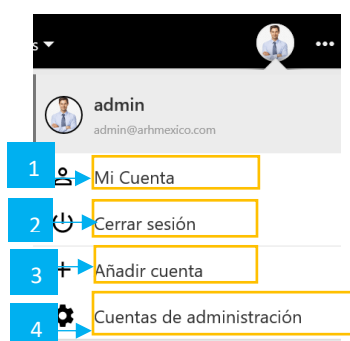 s
admin
admin@arhmexico.com
1 Mi Cuenta
2 Cerrar sesión
3 Añadir cuenta
4 Cuentas de administración